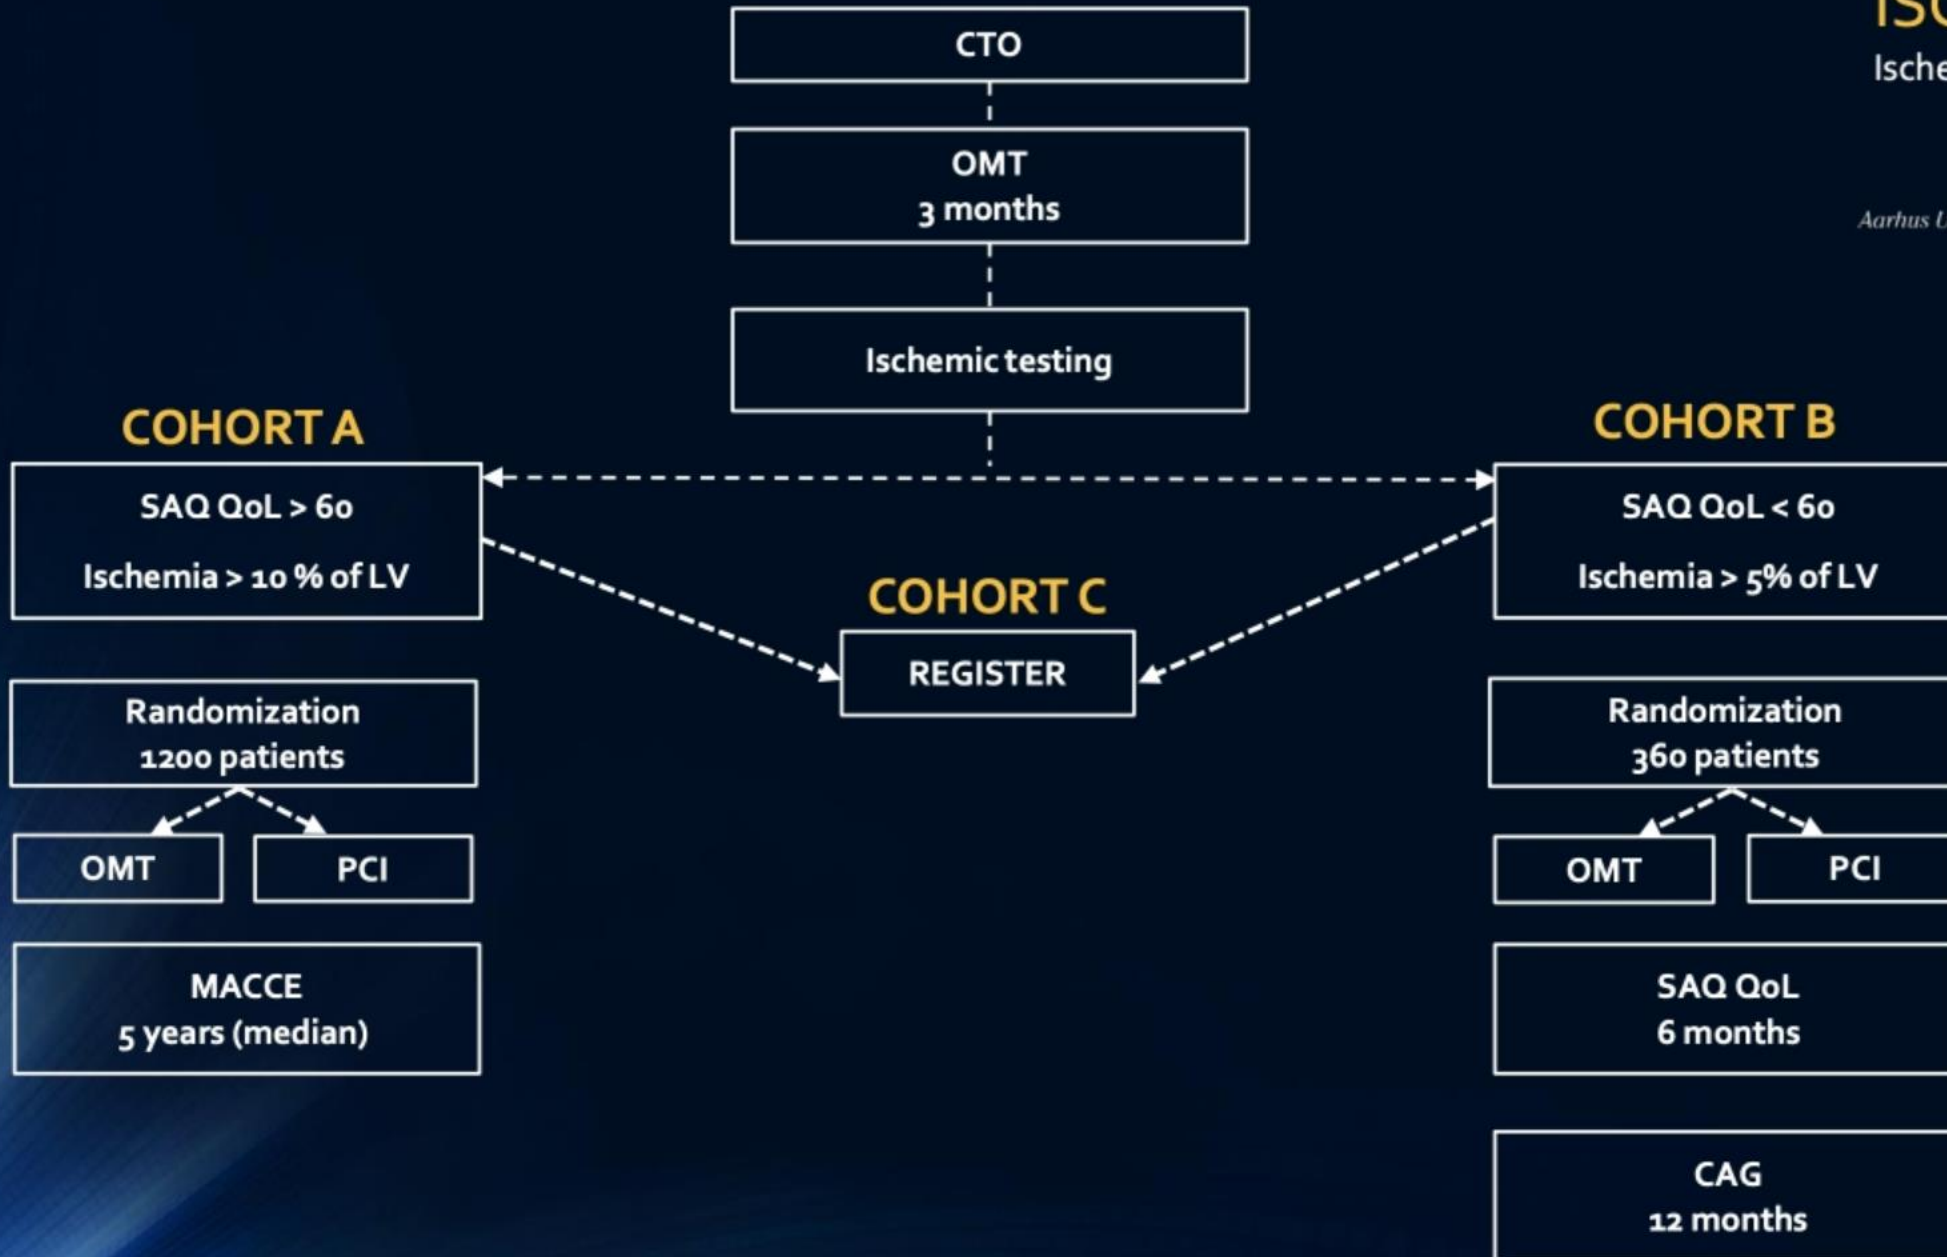 CTO
OMT
3 months
Ischemic testing
COHORT A
SAQ QoL > 60
Ischemia > 10 % of LV
Randomization
1200 patients
OMT
PCI
MACCE
5 years (median)
COHORT C
REGISTER
COHORT B
SAQ QoL < 60
Ischemia > 5% of LV
Randomization
360 patients
OMT
PCI
SAQ QoL
6 months
CAG
12 months
Aarhus